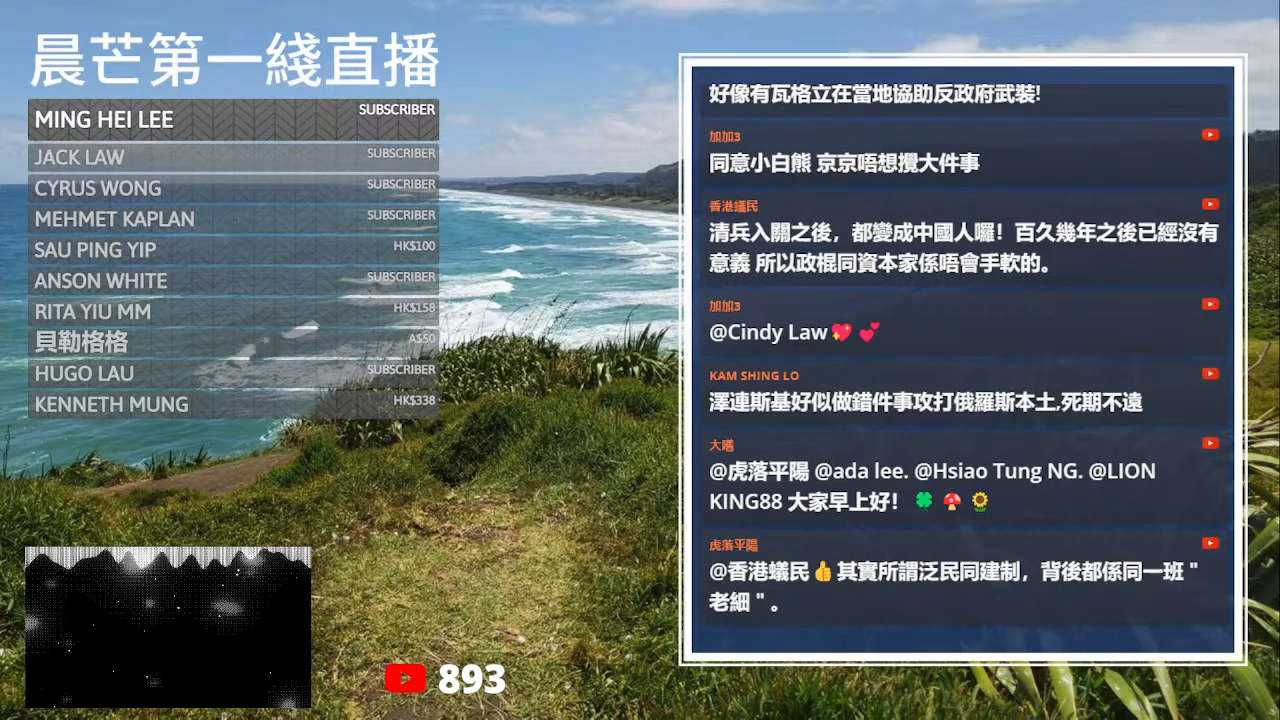 晨芒第一綫直播
MING HEI LEE SUBSCRIBER
JACK LAW SUBSCRIBER
CYRUS WONG SUBSCRIBER
MEHMET KAPLAN SUBSCRIBER
SAU PING YIP HK$100
ANSON WHITE SUBSCRIBER
RITA YIU MM HK$158
貝勒格格 A$50
HUGO LAU SUBSCRIBER
KENNETH MUNG HK$338
893
好像有瓦格立在當地協助反政府武裝!
加加3
同意小白熊 京京唔想攪大件事
香港蟻民
清兵入關之後，都變成中國人囉！百久幾年之後已經沒有
意義 所以政棍同資本家係唔會手軟的。
加加3
@Cindy Law💖 💕
KAM SHING LO
澤連斯基好似做錯件事攻打俄羅斯本土,死期不遠
大嚿
@虎落平陽 @ada lee. @Hsiao Tung NG. @LION
KING88 大家早上好！ 🍀 🍄 🌻
虎落平陽
@香港蟻民👍其實所謂泛民同建制，背後都係同一班 "
老細 " 。